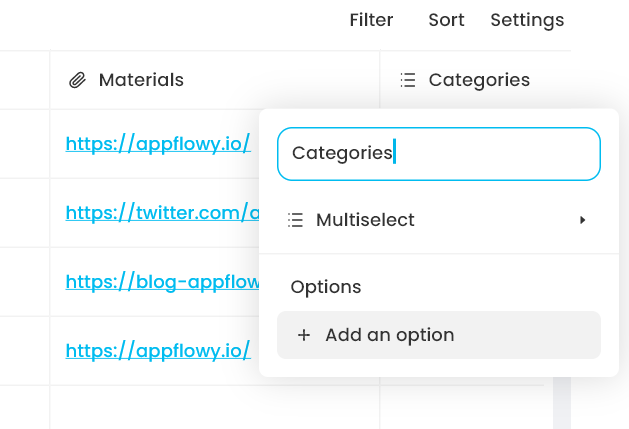 Filter Sort Settings
Materials Categories
https://appflowy.io/
https://twitter.com/a
https://blog-appflow
https://appflowy.io/
Categories
Multiselect
Options
+ Add an option